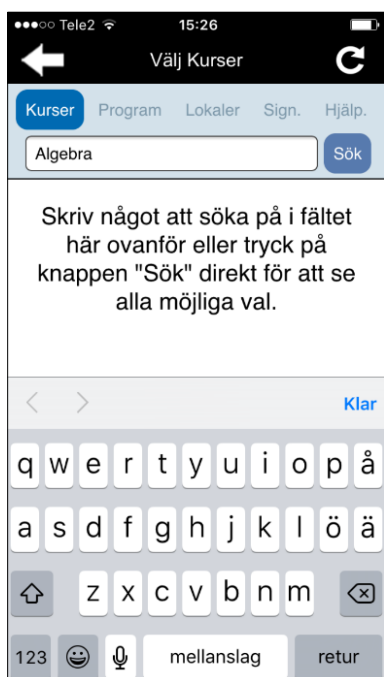 Tele2 15:26
Välj Kurser
Kurser Program Lokaler Sign. Hjälp.
Algebra Sök
Skriv något att söka på i fältet
här ovanför eller tryck på
knappen "Sök" direkt för att se
alla möjliga val.
Klar
q w e r t y u i o p å
a s d f g h j k l ö ä
z x c v b n m
123 mellanslag retur